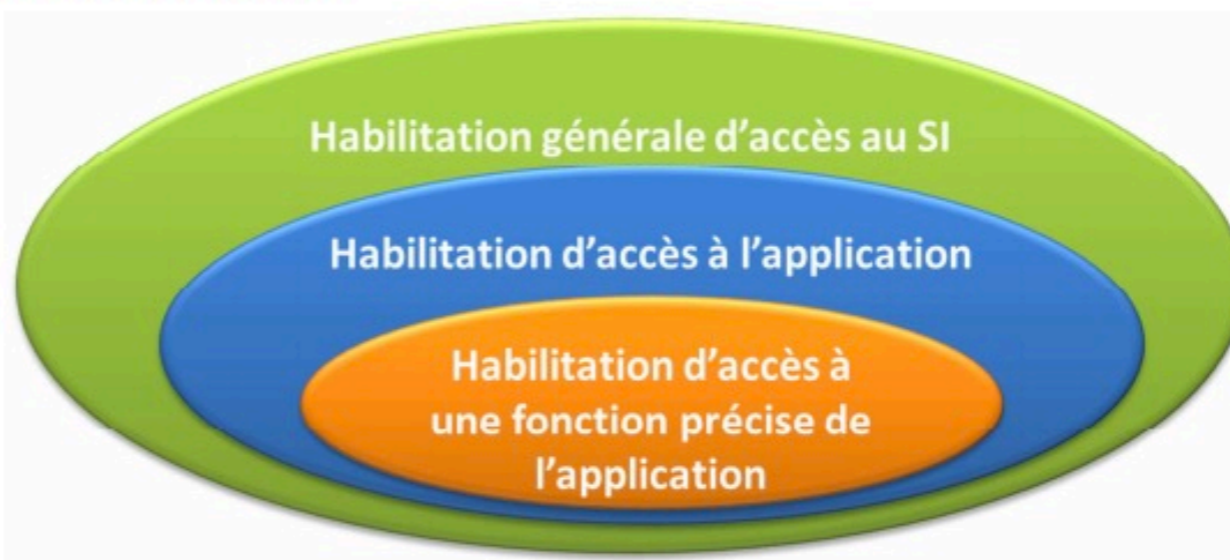 Habilitation générale d’accès au SI
Habilitation d’accès à l’application
Habilitation d’accès à
une fonction précise de
l’application